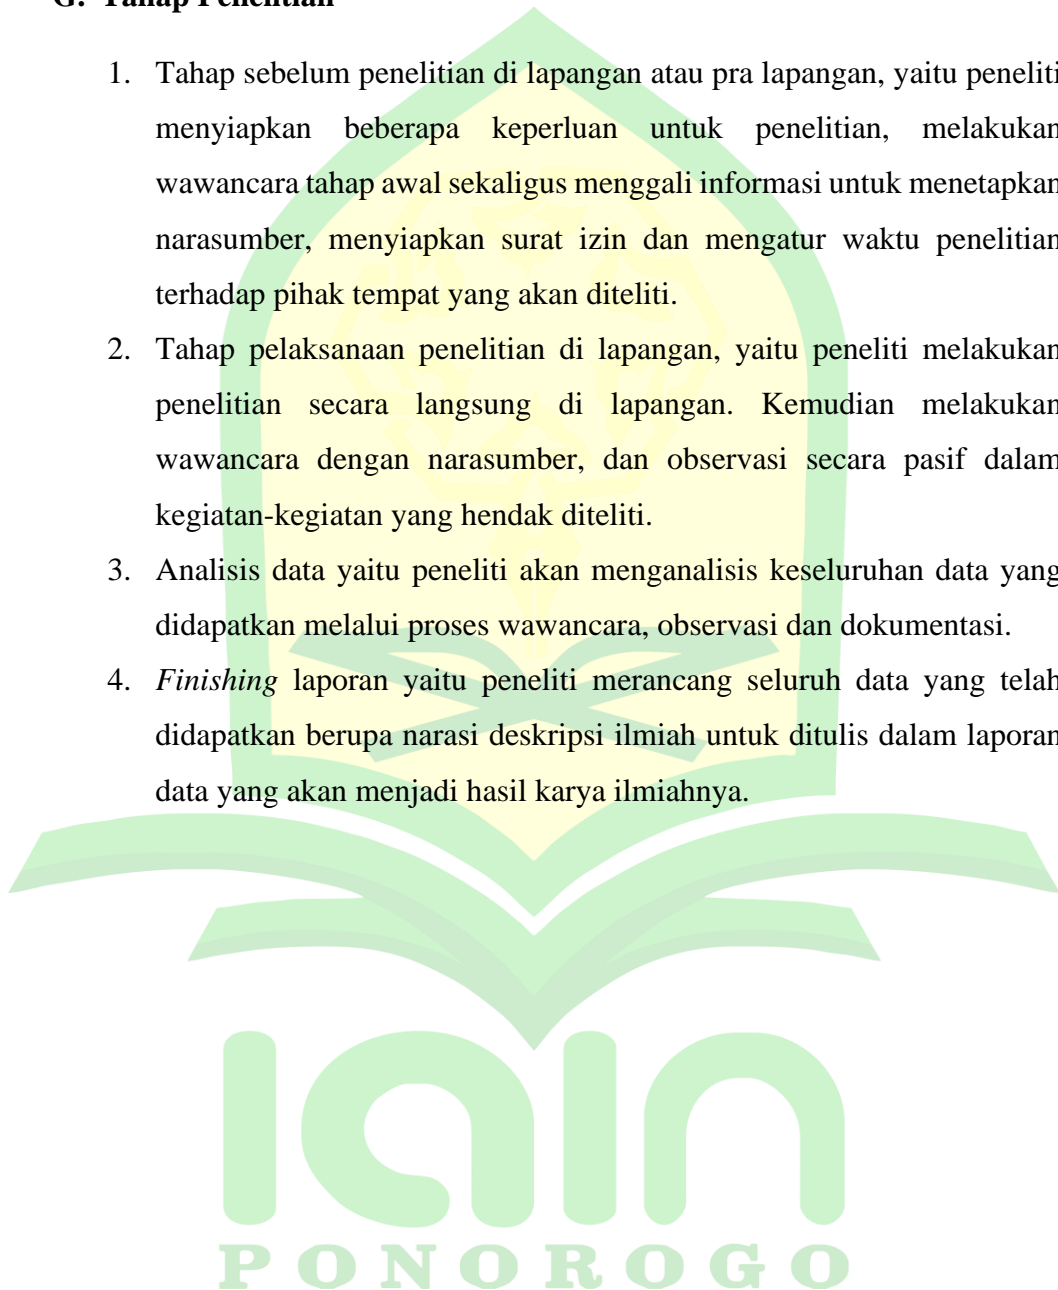 G. Tahap Penelitian
1. Tahap sebelum penelitian di lapangan atau pra lapangan, yaitu peneliti
menyiapkan beberapa keperluan untuk penelitian, melakukan
wawancara tahap awal sekaligus menggali informasi untuk menetapkan
narasumber, menyiapkan surat izin dan mengatur waktu penelitian
terhadap pihak tempat yang akan diteliti.
2. Tahap pelaksanaan penelitian di lapangan, yaitu peneliti melakukan
penelitian secara langsung di lapangan. Kemudian melakukan
wawancara dengan narasumber, dan observasi secara pasif dalam
kegiatan-kegiatan yang hendak diteliti.
3. Analisis data yaitu peneliti akan menganalisis keseluruhan data yang
didapatkan melalui proses wawancara, observasi dan dokumentasi.
4. Finishing laporan yaitu peneliti merancang seluruh data yang telah
didapatkan berupa narasi deskripsi ilmiah untuk ditulis dalam laporan
data yang akan menjadi hasil karya ilmiahnya.
iain
PONOROGO